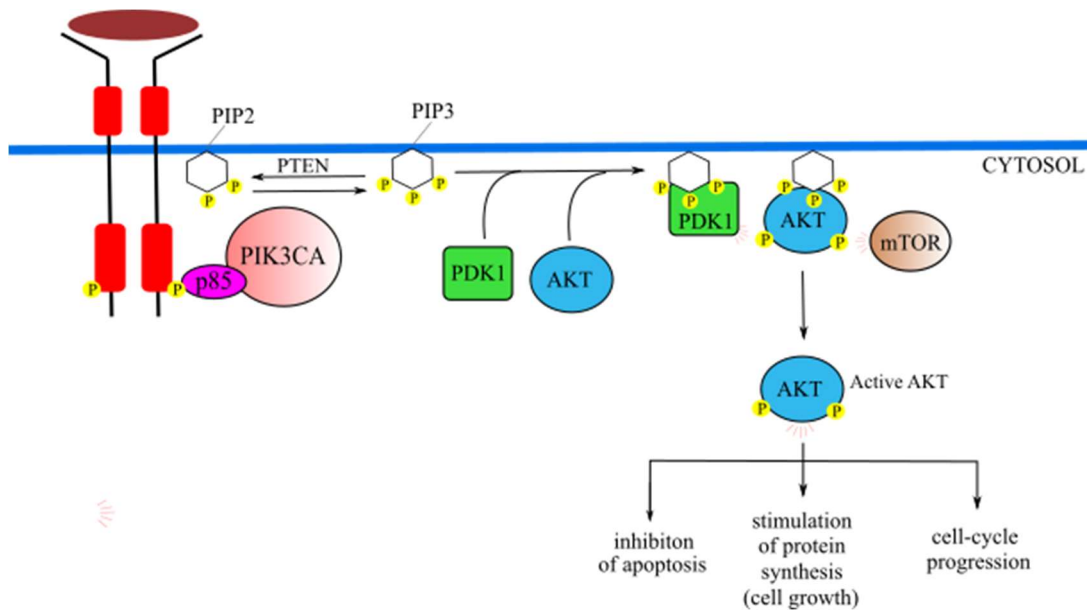 PIP2
PIP3
PTEN
CYTOSOL
P
P
P
P
P
P
P
P
P
P
P
P
PDK1
AKT
P
P
mTOR
PIK3CA
p85
P
P
PDK1
AKT
AKT
Active AKT
P
P
inhibiton
of apoptosis
stimulation
of protein
synthesis
(cell growth)
cell-cycle
progression